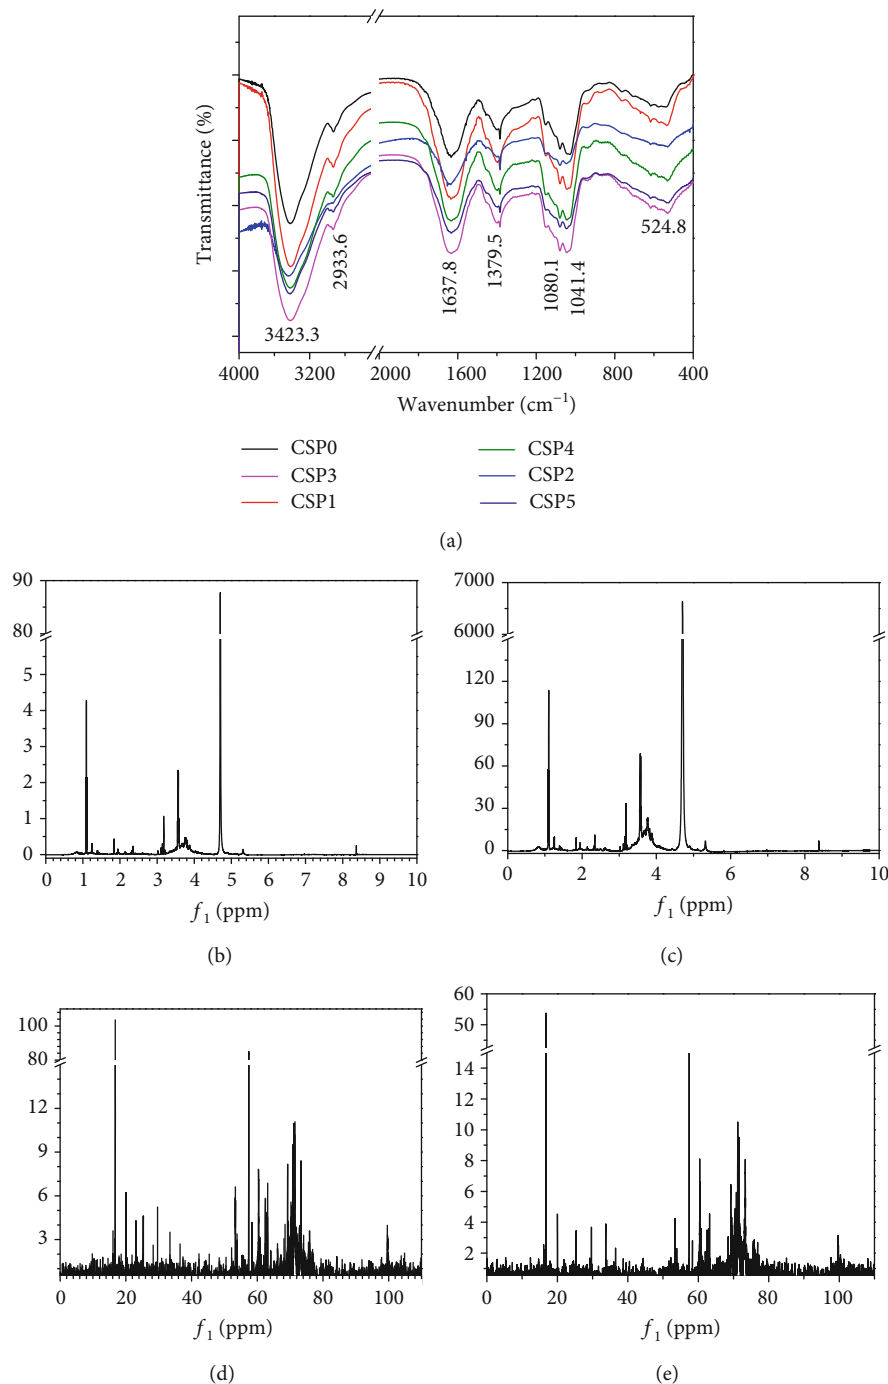 Transmittance (%)
3423.3
2933.6
1637.8
1379.5
1080.1
1041.4
524.8
4000 3200 2000 1600 1200 800 400
Wavenumber (cm⁻¹)
CSP0 CSP4
CSP3 CSP2
CSP1 CSP5
(a)
90
80
5
4
3
2
1
0
0 1 2 3 4 5 6 7 8 9 10
f₁ (ppm)
(b)
7000
6000
120
90
60
30
0
0 2 4 6 8 10
f₁ (ppm)
(c)
100
80
12
9
6
3
0 20 40 60 80 100
f₁ (ppm)
(d)
60
50
14
12
10
8
6
4
2
0 20 40 60 80 100
f₁ (ppm)
(e)